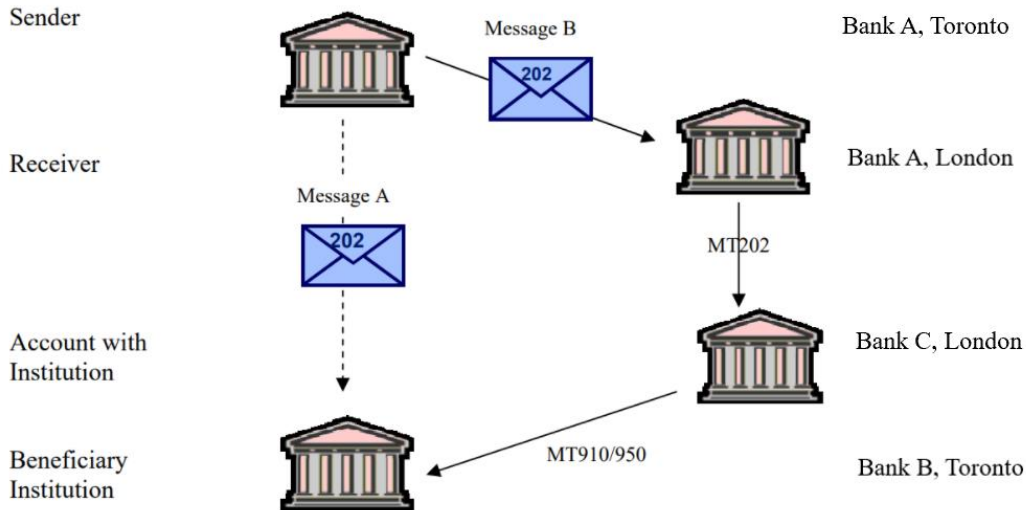 Sender
Message B
Bank A, Toronto
202
Receiver
Bank A, London
Message A
202
MT202
Account with
Institution
Bank C, London
Beneficiary
Institution
MT910/950
Bank B, Toronto